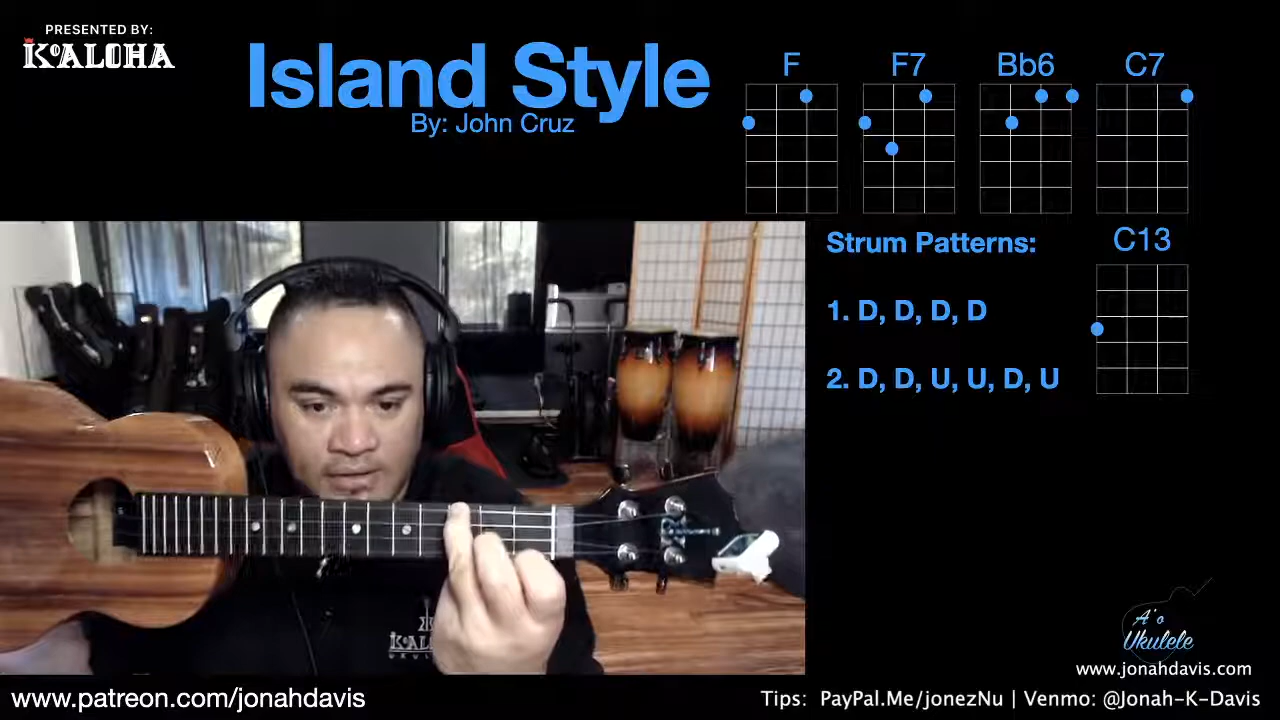 PRESENTED BY:
KoALOHA
Island Style
By: John Cruz
F F7 Bb6 C7
Strum Patterns:
C13
1. D, D, D, D
2. D, D, U, U, D, U
A'o
Ukulele
www.jonahdavis.com
www.patreon.com/jonahdavis
Tips: PayPal.Me/jonezNu | Venmo: @Jonah-K-Davis